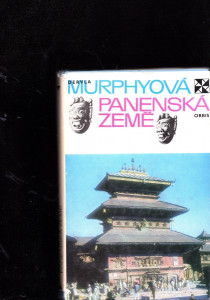 DERVLA
MURPHYOVÁ
PANENSKÁ
ZEMĚ
ORBIS